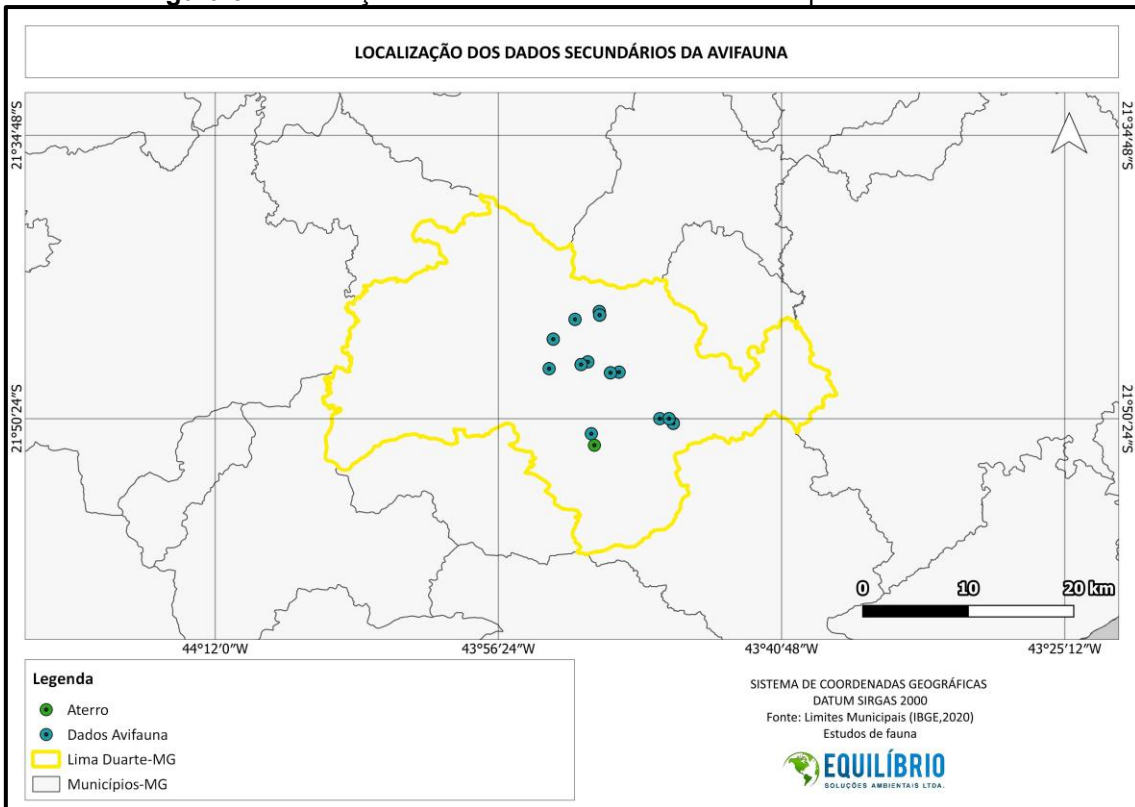 LOCALIZAÇÃO DOS DADOS SECUNDÁRIOS DA AVIFAUNA
21°34'48"S
21°34'48"S
21°50'24"S
21°50'24"S
0 10 20 km
44°12'0"W 43°56'24"W 43°40'48"W 43°25'12"W
Legenda
Aterro
Dados Avifauna
Lima Duarte-MG
Municípios-MG
SISTEMA DE COORDENADAS GEOGRÁFICAS
DATUM SIRGAS 2000
Fonte: Limites Municipais (IBGE,2020)
Estudos de fauna
EQUILÍBRIO
SOLUÇÕES AMBIENTAIS LTDA.